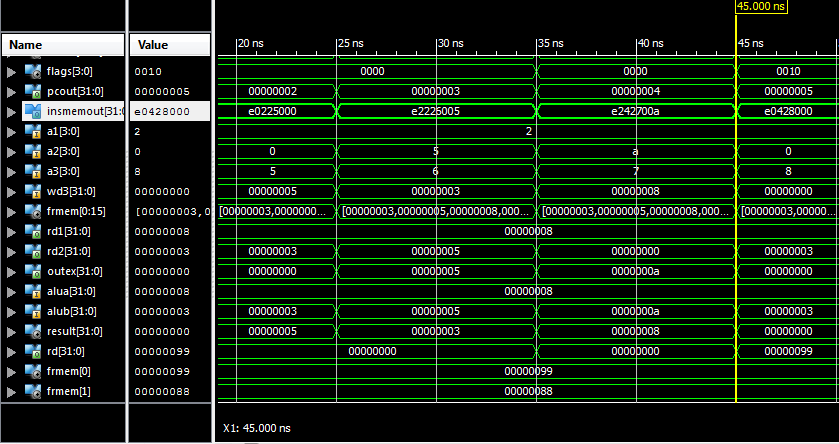 45.000 ns
Name Value 20 ns 25 ns 30 ns 35 ns 40 ns 45 ns
flags[3:0] 0010 0000 0000 0010
pcout[31:0] 00000005 00000002 00000003 00000004 00000005
insmemout[31:0 e0428000 e0225000 e2225005 e242700a e0428000
a1[3:0] 2 2
a2[3:0] 0 0 5 a 0
a3[3:0] 8 5 6 7 8
wd3[31:0] 00000000 00000005 00000003 00000008 00000000
frmem[0:15] [00000003,0 [00000003,0000000... [00000003,00000005,00000008,000... [00000003,00000005,00000008,000... [00000003,00000...
rd1[31:0] 00000008 00000008
rd2[31:0] 00000003 00000003 00000005 00000000 00000003
outex[31:0] 00000000 00000000 00000005 0000000a 00000000
alua[31:0] 00000008 00000008
alub[31:0] 00000003 00000003 00000005 0000000a 00000003
result[31:0] 00000000 00000005 00000003 00000008 00000000
rd[31:0] 00000099 00000000 00000000 00000099
frmem[0] 00000099 00000099
frmem[1] 00000088 00000088
X1: 45.000 ns